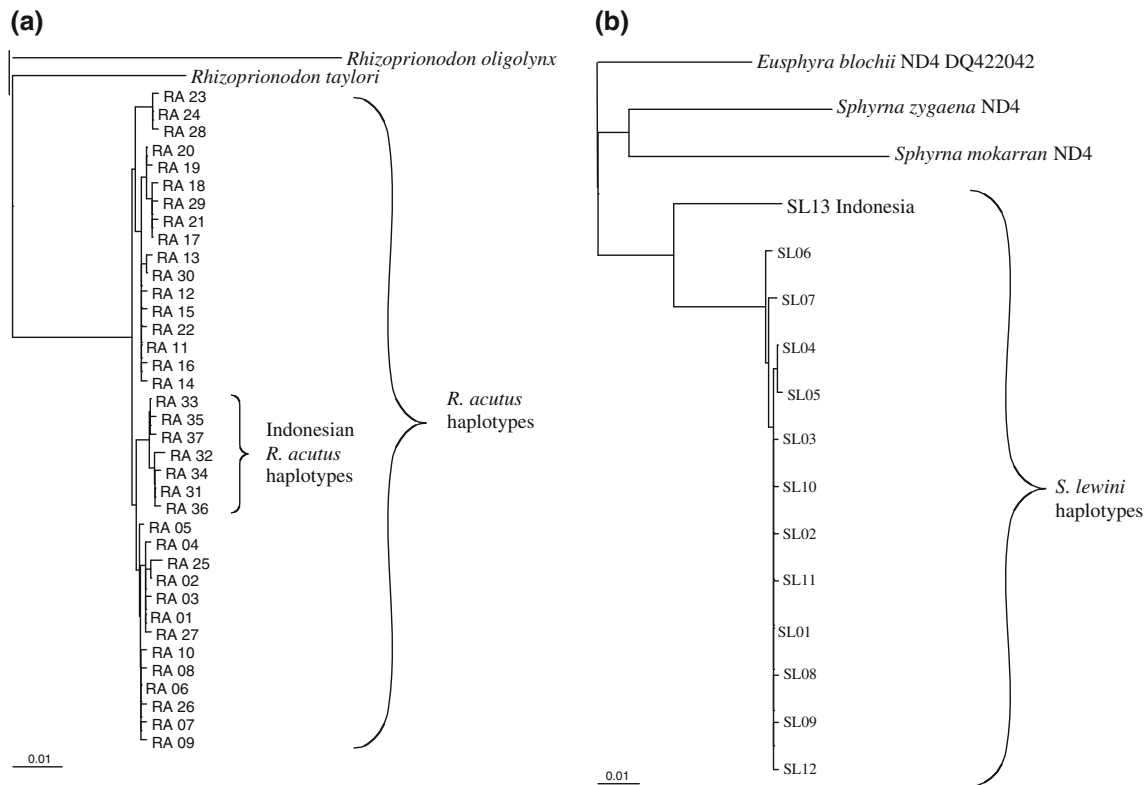 (a)
Rhizoprionodon oligolynx
Rhizoprionodon taylori
RA 23
RA 24
RA 28
RA 20
RA 19
RA 18
RA 29
RA 21
RA 17
RA 13
RA 30
RA 12
RA 15
RA 22
RA 11
RA 16
RA 14
RA 33
RA 35
RA 37
RA 32
RA 34
RA 31
RA 36
RA 05
RA 04
RA 25
RA 02
RA 03
RA 01
RA 27
RA 10
RA 08
RA 06
RA 26
RA 07
RA 09
Indonesian
R. acutus
haplotypes
R. acutus
haplotypes
0.01
(b)
Eusphyra blochii ND4 DQ422042
Sphyrna zygaena ND4
Sphyrna mokarran ND4
SL13 Indonesia
SL06
SL07
SL04
SL05
SL03
SL10
SL02
SL11
SL01
SL08
SL09
SL12
S. lewini
haplotypes
0.01